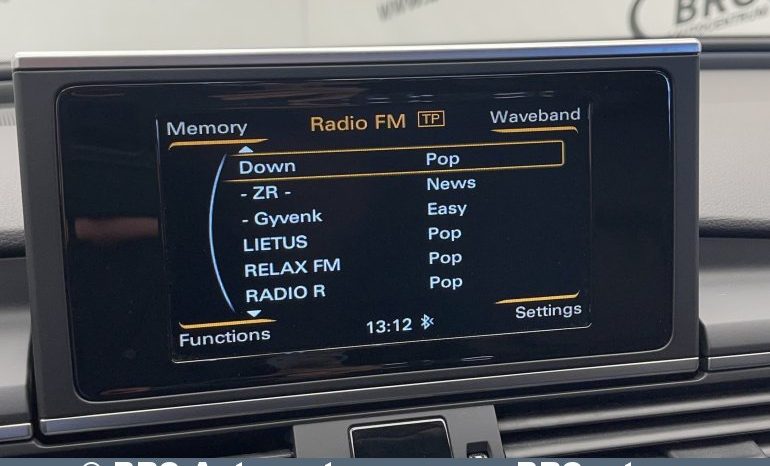 BRC
Memory
Radio FM TP
Waveband
Down Pop
- ZR - News
- Gyvenk Easy
LIETUS Pop
RELAX FM Pop
RADIO R Pop
Functions
13:12
Settings